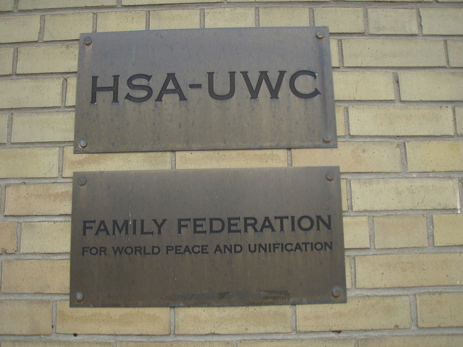 HSA-UWC
FAMILY FEDERATION
FOR WORLD PEACE AND UNIFICATION